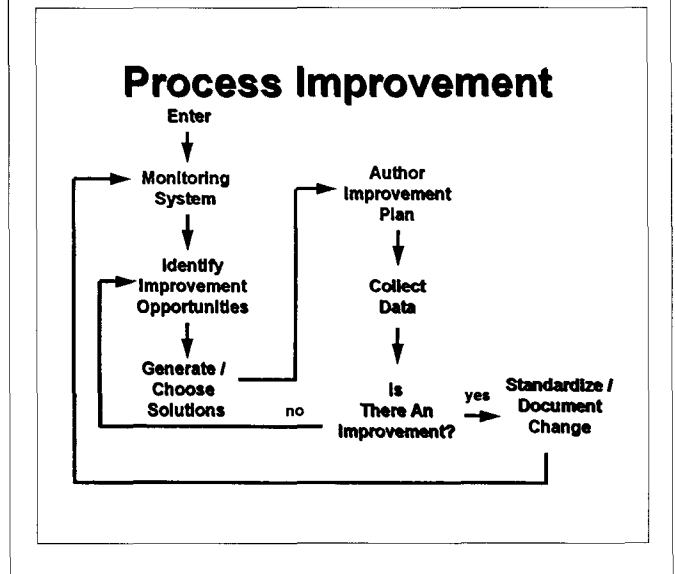 Process Improvement
Enter
Monitoring
System
Identify
Improvement
Opportunities
Generate /
Choose
Solutions
Author
Improvement
Plan
Collect
Data
Is
There An
Improvement?
no
yes
Standardize /
Document
Change